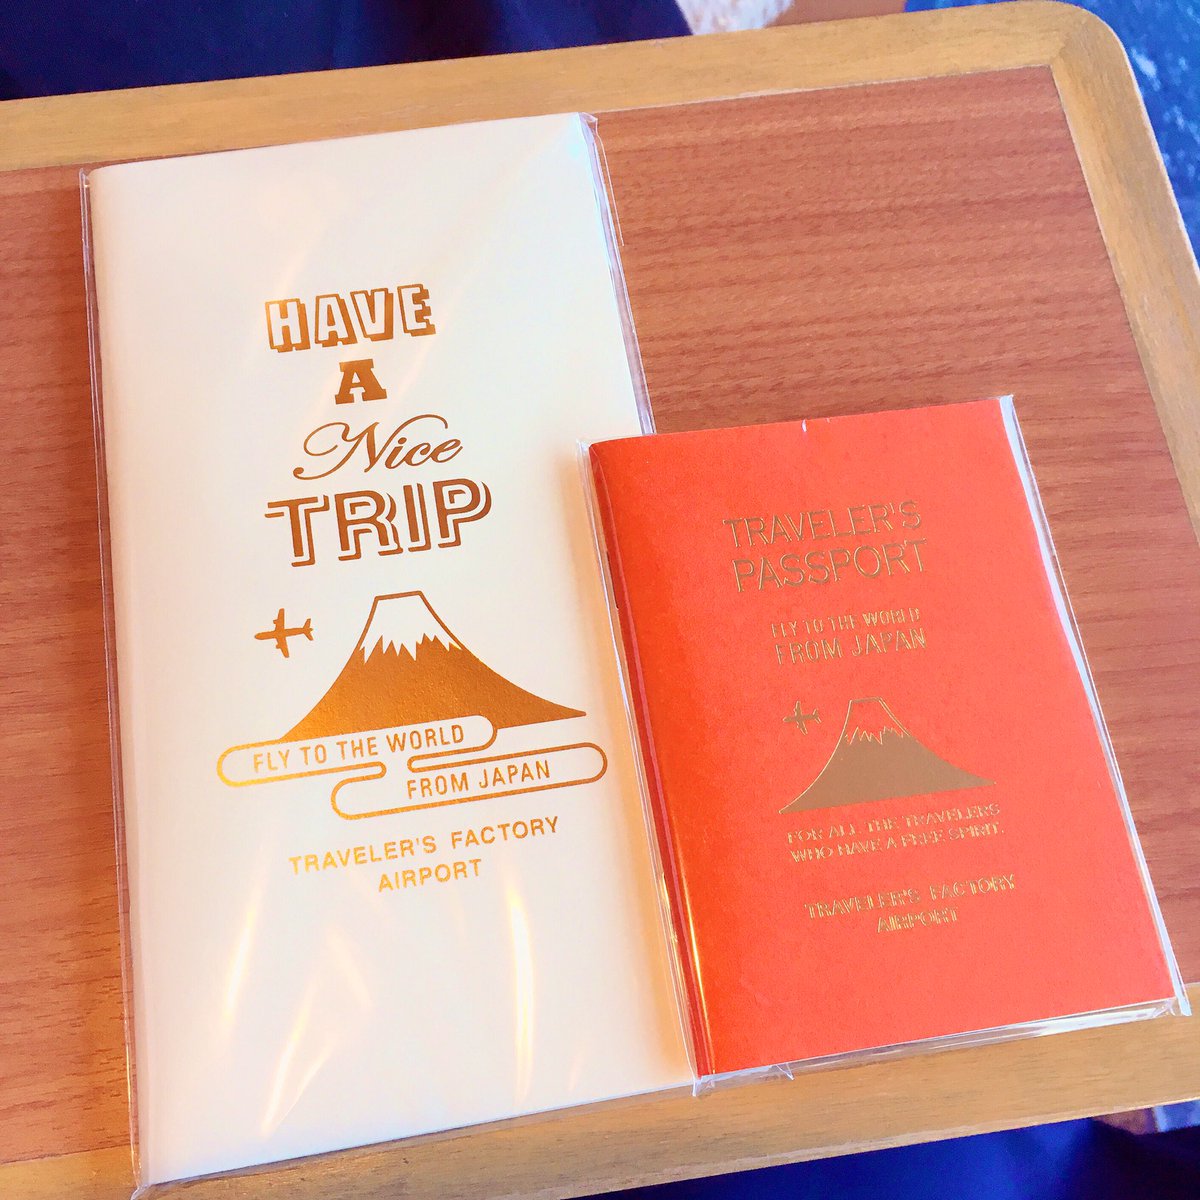 HAVE
A
Nice
TRIP
FLY TO THE WORLD
FROM JAPAN
TRAVELER'S FACTORY
AIRPORT
TRAVELER'S
PASSPORT
FLY TO THE WORLD
FROM JAPAN
FOR ALL THE TRAVELERS
WHO HAVE A FREE SPIRIT.
TRAVELER'S FACTORY
AIRPORT